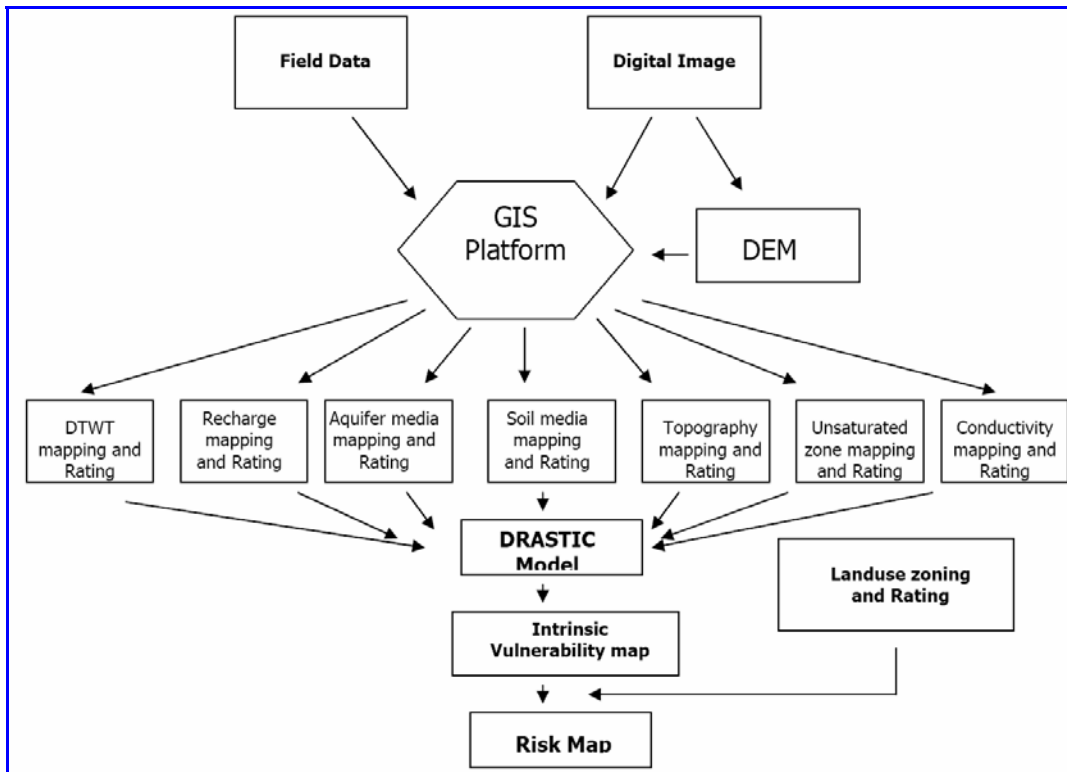 Field Data
Digital Image
GIS
Platform
DEM
DTWT
mapping and
Rating
Recharge
mapping
and Rating
Aquifer media
mapping and
Rating
Soil media
mapping
and Rating
Topography
mapping and
Rating
Unsaturated
zone mapping
and Rating
Conductivity
mapping and
Rating
DRASTIC
Model
Landuse zoning
and Rating
Intrinsic
Vulnerability map
Risk Map